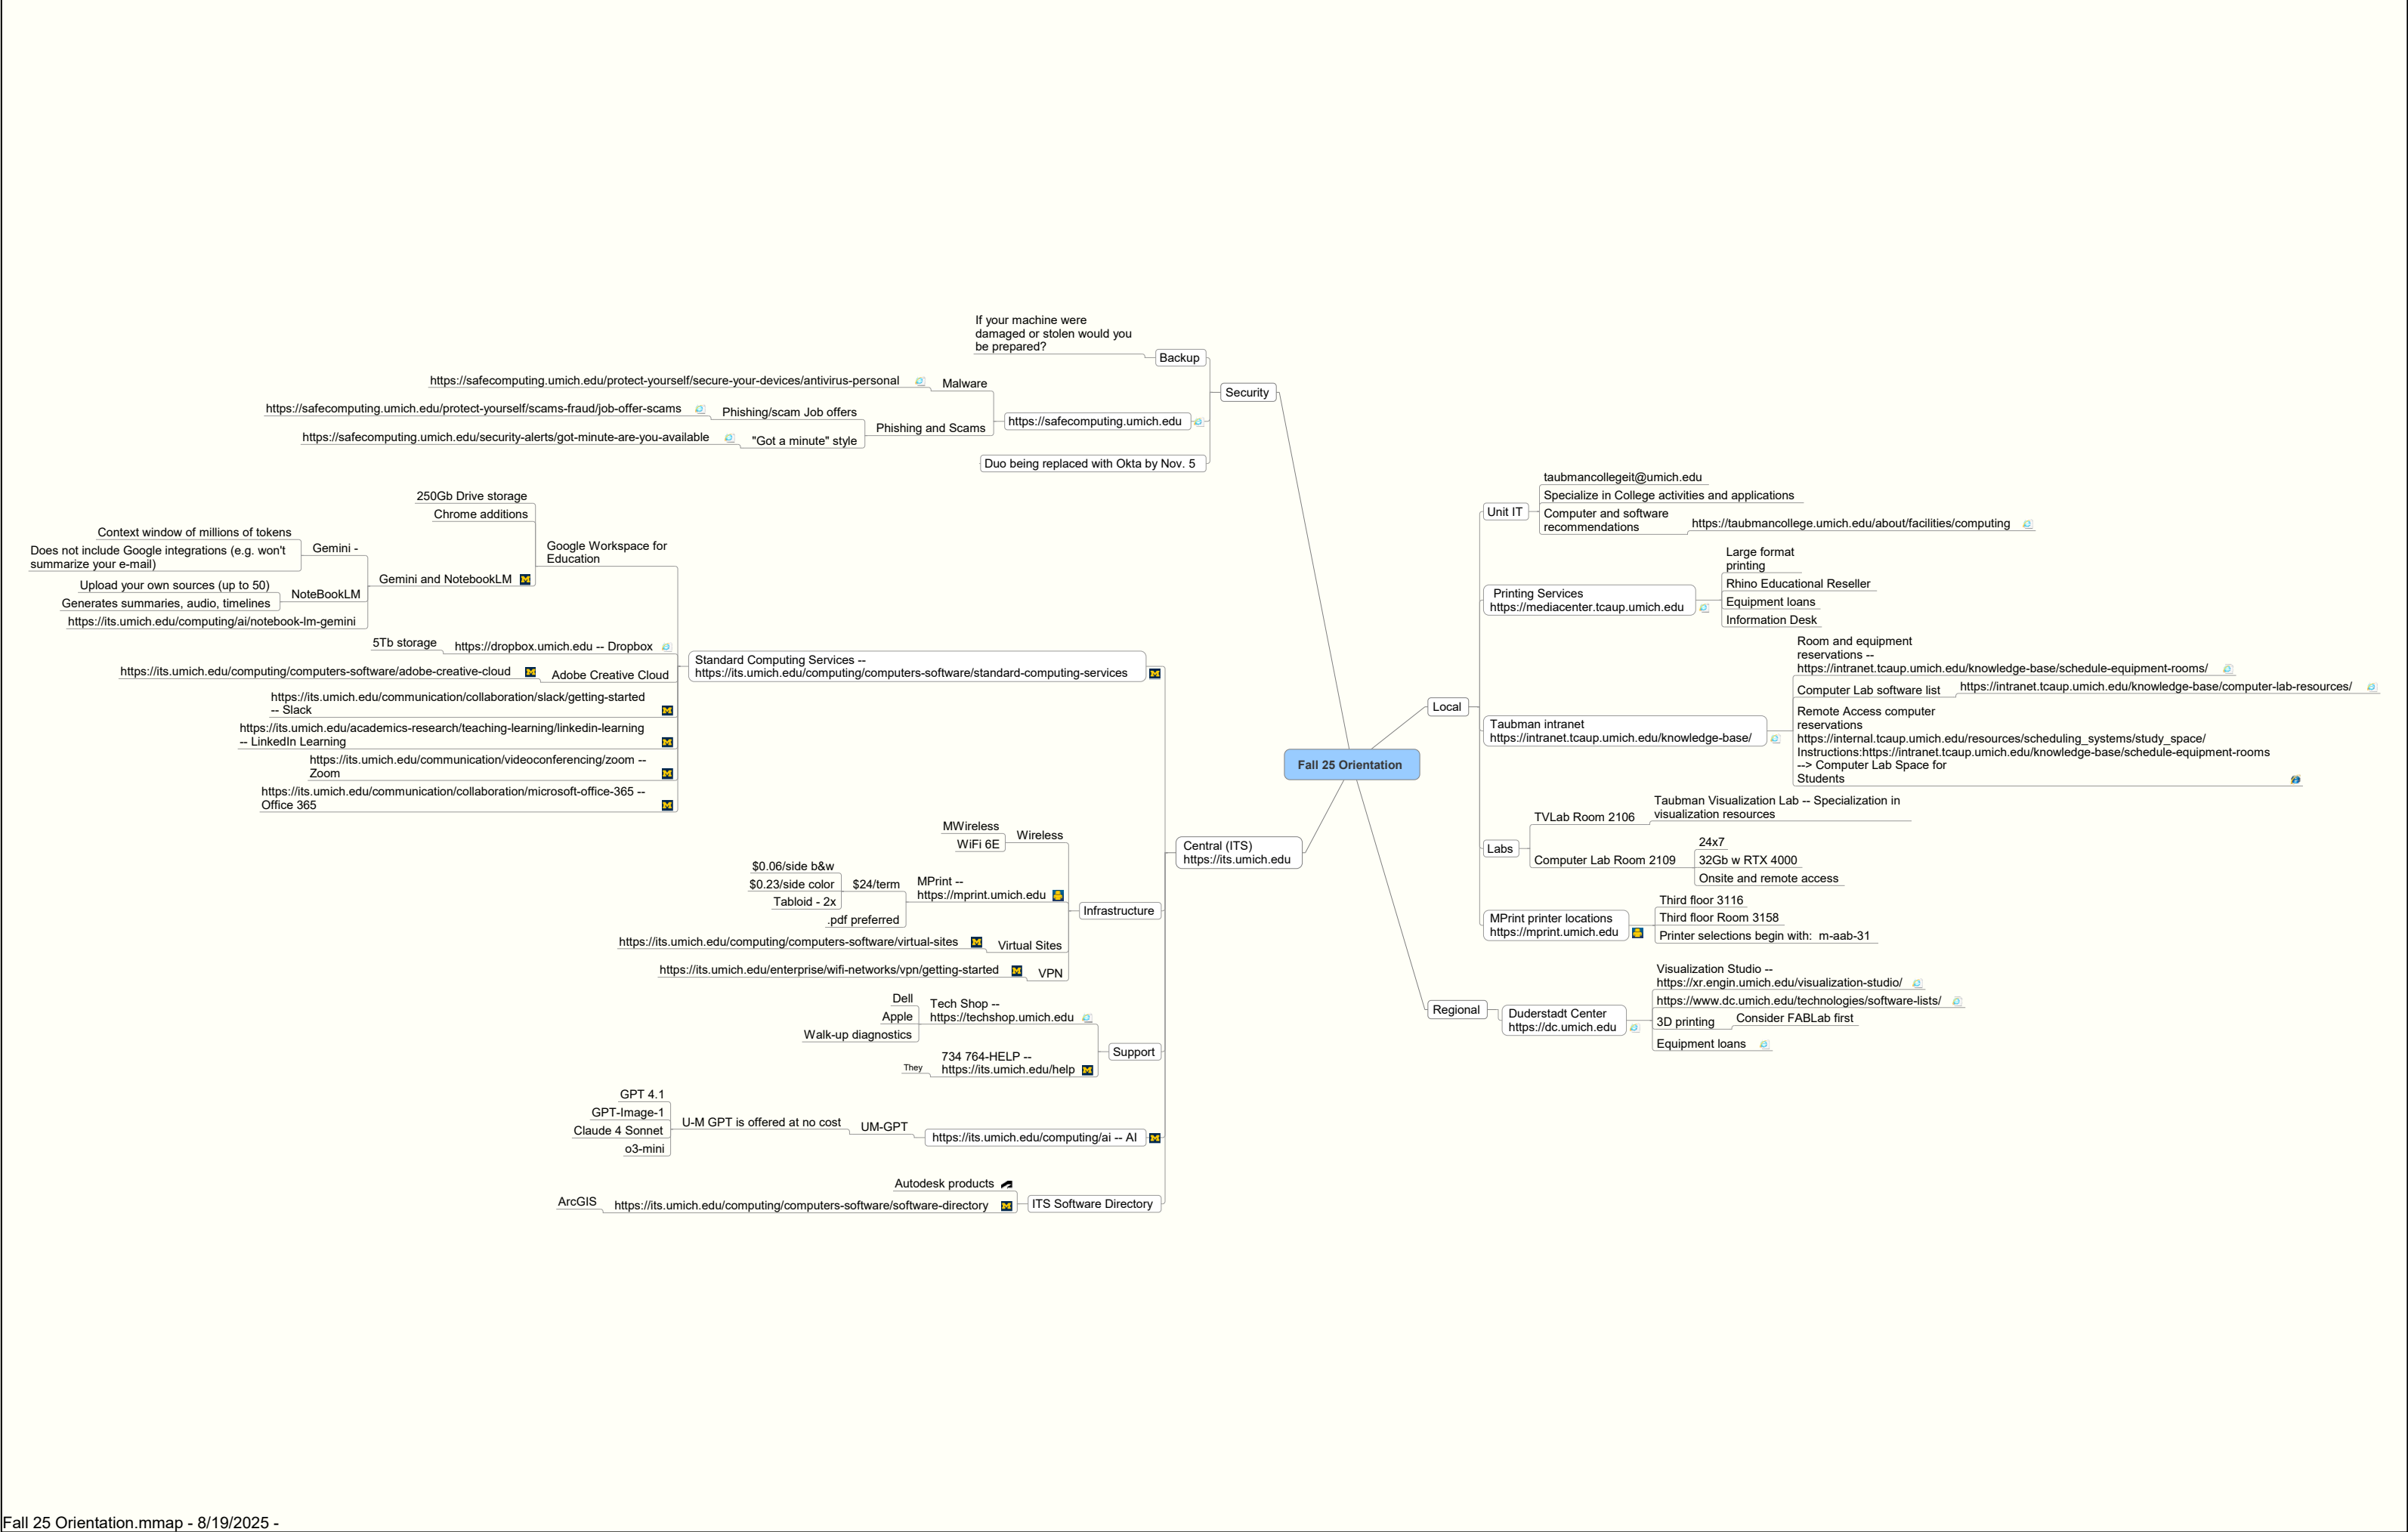 If your machine were
damaged or stolen would you
be prepared?
Backup
Security
https://safecomputing.umich.edu/protect-yourself/secure-your-devices/antivirus-personal
Malware
https://safecomputing.umich.edu/protect-yourself/scams-fraud/job-offer-scams
Phishing/scam Job offers
https://safecomputing.umich.edu/security-alerts/got-minute-are-you-available
"Got a minute" style
Phishing and Scams
https://safecomputing.umich.edu
Duo being replaced with Okta by Nov. 5
250Gb Drive storage
Chrome additions
Context window of millions of tokens
Does not include Google integrations (e.g. won't
summarize your e-mail)
Gemini -
Upload your own sources (up to 50)
Generates summaries, audio, timelines
NoteBookLM
https://its.umich.edu/computing/ai/notebook-lm-gemini
Gemini and NotebookLM
Google Workspace for
Education
5Tb storage
https://dropbox.umich.edu -- Dropbox
https://its.umich.edu/computing/computers-software/adobe-creative-cloud
Adobe Creative Cloud
https://its.umich.edu/communication/collaboration/slack/getting-started
-- Slack
https://its.umich.edu/academics-research/teaching-learning/linkedin-learning
-- LinkedIn Learning
https://its.umich.edu/communication/videoconferencing/zoom --
Zoom
https://its.umich.edu/communication/collaboration/microsoft-office-365 --
Office 365
Standard Computing Services --
https://its.umich.edu/computing/computers-software/standard-computing-services
MWireless
WiFi 6E
Wireless
$0.06/side b&w
$0.23/side color
Tabloid - 2x
$24/term
.pdf preferred
MPrint --
https://mprint.umich.edu
https://its.umich.edu/computing/computers-software/virtual-sites
Virtual Sites
https://its.umich.edu/enterprise/wifi-networks/vpn/getting-started
VPN
Infrastructure
Central (ITS)
https://its.umich.edu
Dell
Apple
Walk-up diagnostics
Tech Shop --
https://techshop.umich.edu
They
734 764-HELP --
https://its.umich.edu/help
Support
GPT 4.1
GPT-Image-1
Claude 4 Sonnet
o3-mini
U-M GPT is offered at no cost
UM-GPT
https://its.umich.edu/computing/ai -- AI
Autodesk products
ArcGIS
https://its.umich.edu/computing/computers-software/software-directory
ITS Software Directory
Fall 25 Orientation
Local
Unit IT
taubmancollegeit@umich.edu
Specialize in College activities and applications
Computer and software
recommendations
https://taubmancollege.umich.edu/about/facilities/computing
Printing Services
https://mediacenter.tcaup.umich.edu
Large format
printing
Rhino Educational Reseller
Equipment loans
Information Desk
Taubman intranet
https://intranet.tcaup.umich.edu/knowledge-base/
Room and equipment
reservations --
https://intranet.tcaup.umich.edu/knowledge-base/schedule-equipment-rooms/
Computer Lab software list
https://intranet.tcaup.umich.edu/knowledge-base/computer-lab-resources/
Remote Access computer
reservations
https://internal.tcaup.umich.edu/resources/scheduling_systems/study_space/
Instructions:https://intranet.tcaup.umich.edu/knowledge-base/schedule-equipment-rooms
--> Computer Lab Space for
Students
Labs
TVLab Room 2106
Taubman Visualization Lab -- Specialization in
visualization resources
Computer Lab Room 2109
24x7
32Gb w RTX 4000
Onsite and remote access
MPrint printer locations
https://mprint.umich.edu
Third floor 3116
Third floor Room 3158
Printer selections begin with:  m-aab-31
Regional
Duderstadt Center
https://dc.umich.edu
Visualization Studio --
https://xr.engin.umich.edu/visualization-studio/
https://www.dc.umich.edu/technologies/software-lists/
3D printing
Consider FABLab first
Equipment loans
Fall 25 Orientation.mmap - 8/19/2025 -